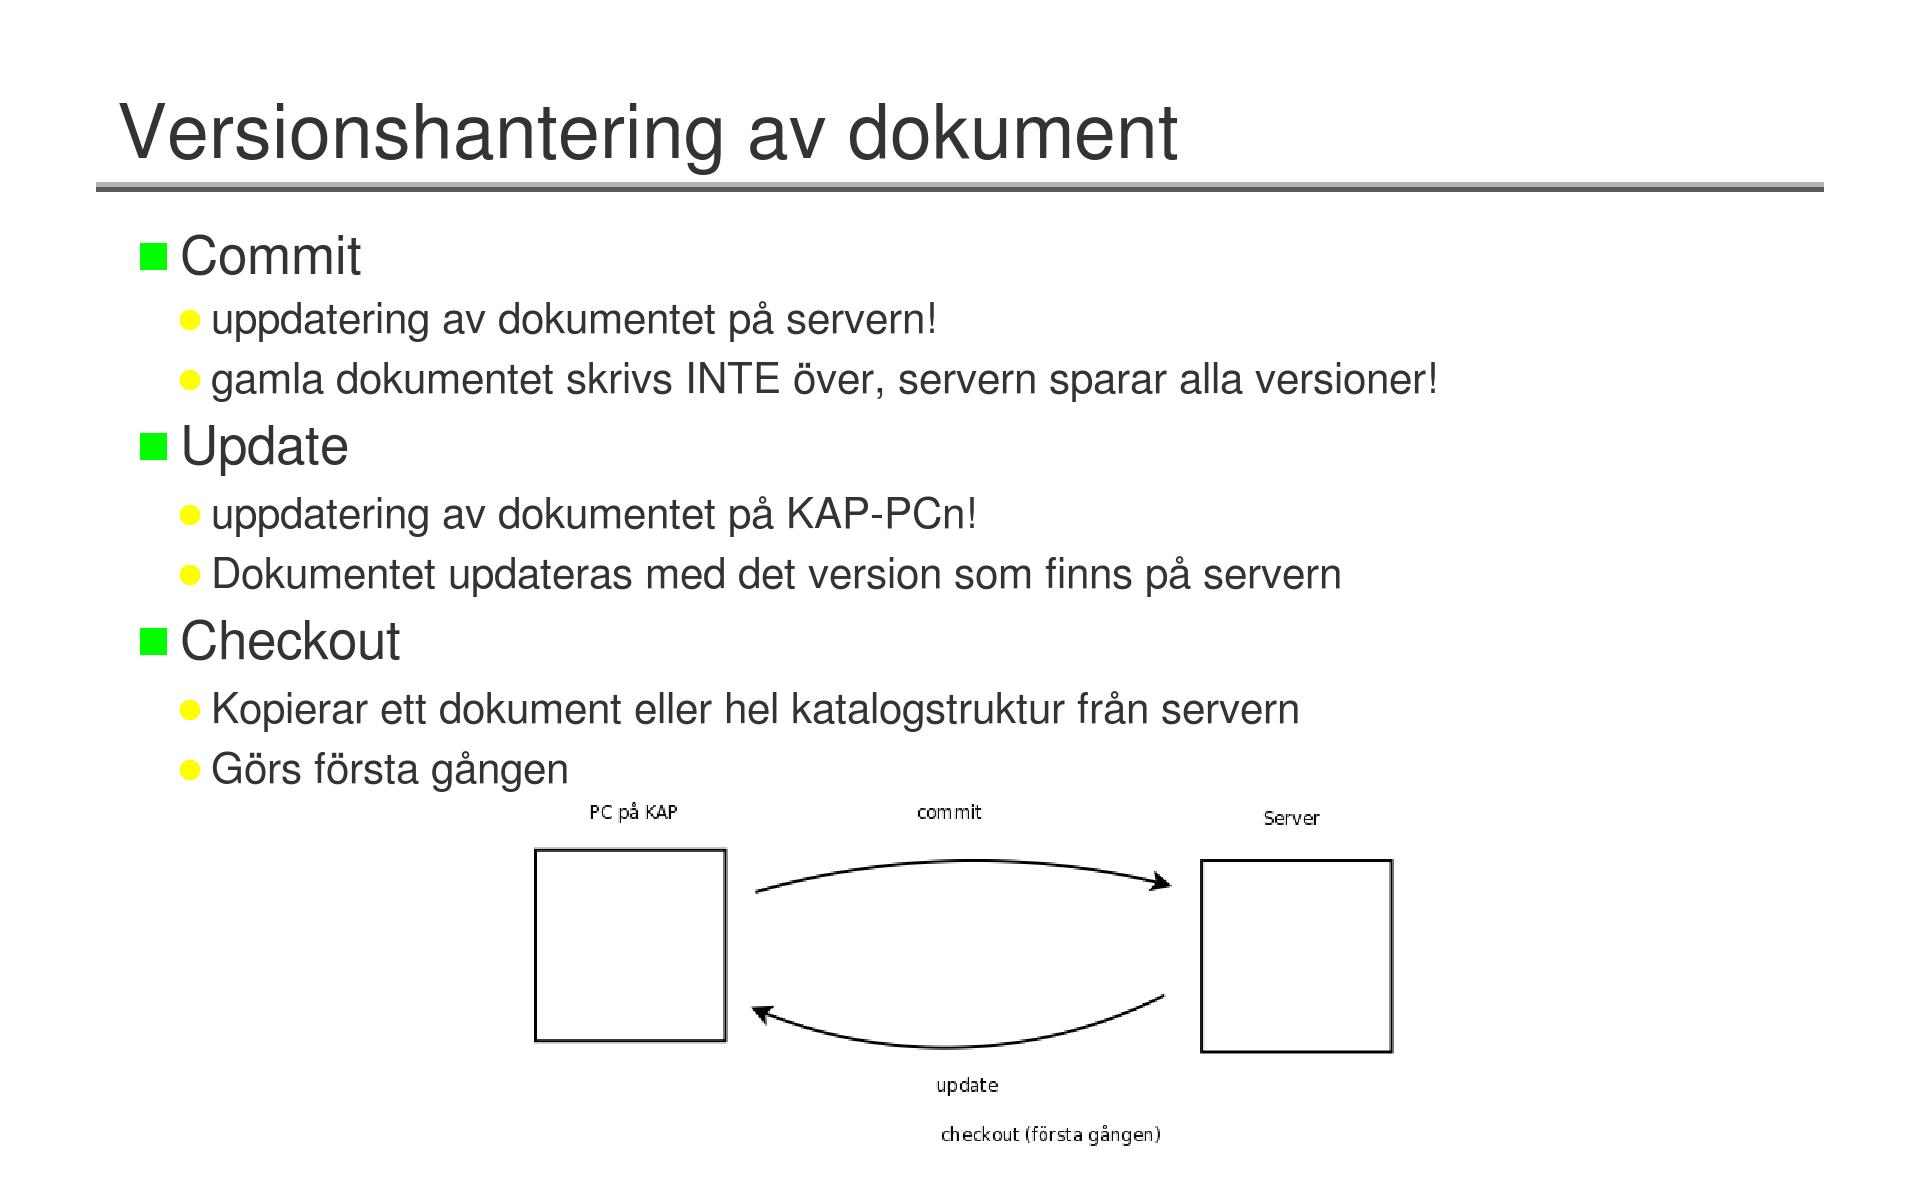 Versionshantering av dokument
Commit
uppdatering av dokumentet på servern!
gamla dokumentet skrivs INTE över, servern sparar alla versioner!
Update
uppdatering av dokumentet på KAP-PCn!
Dokumentet updateras med det version som finns på servern
Checkout
Kopierar ett dokument eller hel katalogstruktur från servern
Görs första gången
PC på KAP
commit
Server
update
checkout (första gången)